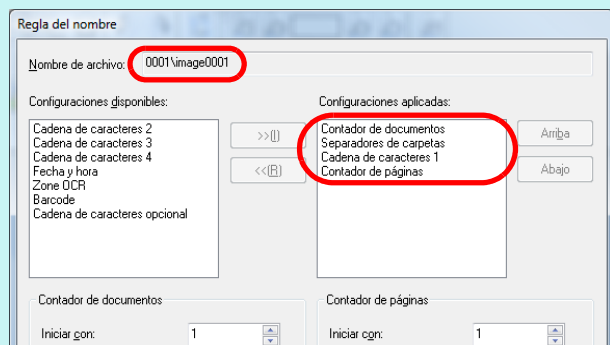 Regla del nombre
Nombre de archivo: 0001\image0001
Configuraciones disponibles:
Configuraciones aplicadas:
Cadena de caracteres 2
Cadena de caracteres 3
Cadena de caracteres 4
Fecha y hora
Zone OCR
Barcode
Cadena de caracteres opcional
>>(I)
<<(R)
Contador de documentos
Separadores de carpetas
Cadena de caracteres 1
Contador de páginas
Arriba
Abajo
Contador de documentos
Iniciar con: 1
Contador de páginas
Iniciar con: 1